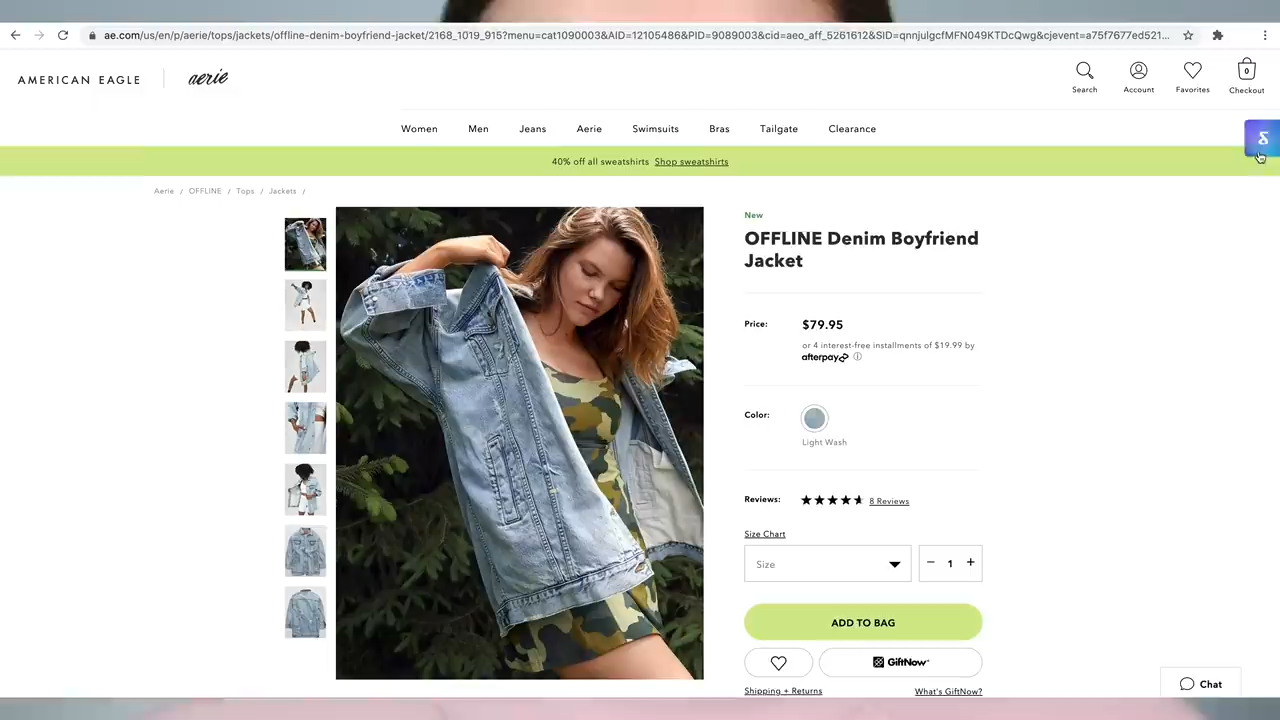 ae.com/us/en/p/aerie/tops/jackets/offline-denim-boyfriend-jacket/2168_1019_915?menu=cat1090003&AID=12105486&PID=9089003&cid=aeo_aff_5261612&SID=qnnjulgcfMFN049KTDcQwg&cjevent=a75f7677ed521...
AMERICAN EAGLE aerie
Search Account Favorites Checkout
0
Women Men Jeans Aerie Swimsuits Bras Tailgate Clearance
40% off all sweatshirts Shop sweatshirts
Aerie / OFFLINE / Tops / Jackets /
New
OFFLINE Denim Boyfriend
Jacket
Price: $79.95
or 4 interest-free installments of $19.99 by
afterpay
Color:
Light Wash
Reviews: 8 Reviews
Size Chart
Size − 1 +
ADD TO BAG
GiftNow
Shipping + Returns What's GiftNow?
Chat